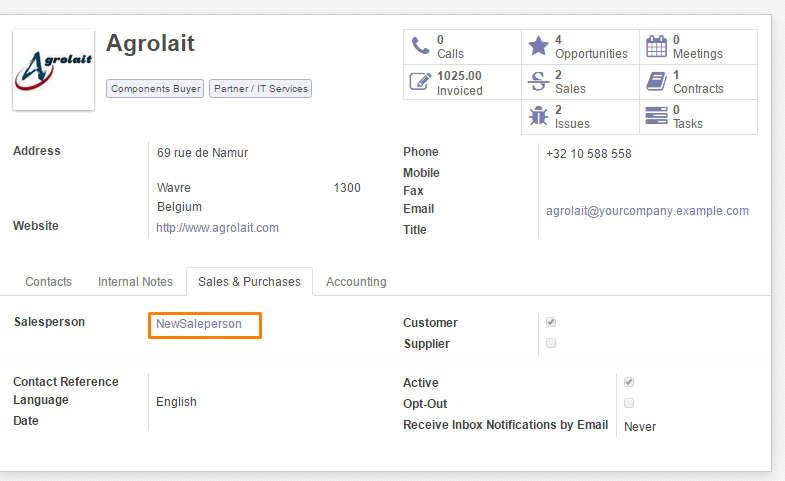 Agrolait
Agrolait
Components Buyer Partner / IT Services
0 Calls
4 Opportunities
0 Meetings
1025.00 Invoiced
2 Sales
1 Contracts
2 Issues
0 Tasks
Address
69 rue de Namur
Wavre 1300
Belgium
Website http://www.agrolait.com
Phone +32 10 588 558
Mobile
Fax
Email agrolait@yourcompany.example.com
Title
Contacts Internal Notes Sales & Purchases Accounting
Salesperson NewSaleperson
Customer
Supplier
Contact Reference
Language English
Date
Active
Opt-Out
Receive Inbox Notifications by Email Never